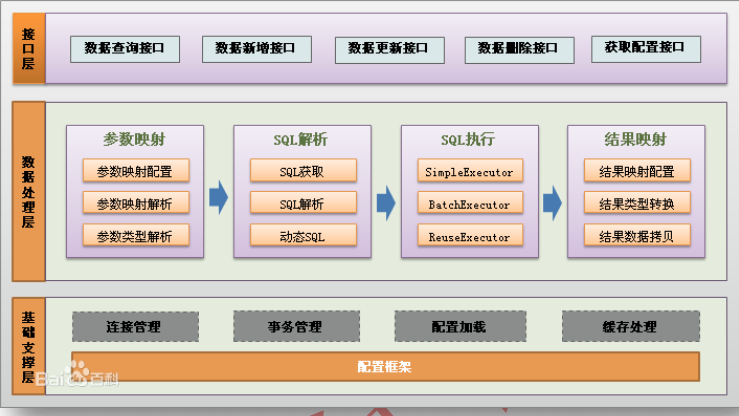 接口层
数据查询接口
数据新增接口
数据更新接口
数据删除接口
获取配置接口
数据处理层
参数映射
参数映射配置
参数映射解析
参数类型解析
SQL解析
SQL获取
SQL解析
动态SQL
SQL执行
SimpleExecutor
BatchExecutor
ReuseExecutor
结果映射
结果映射配置
结果类型转换
结果数据拷贝
基础支撑层
连接管理
事务管理
配置加载
缓存处理
配置框架
Baidu百科